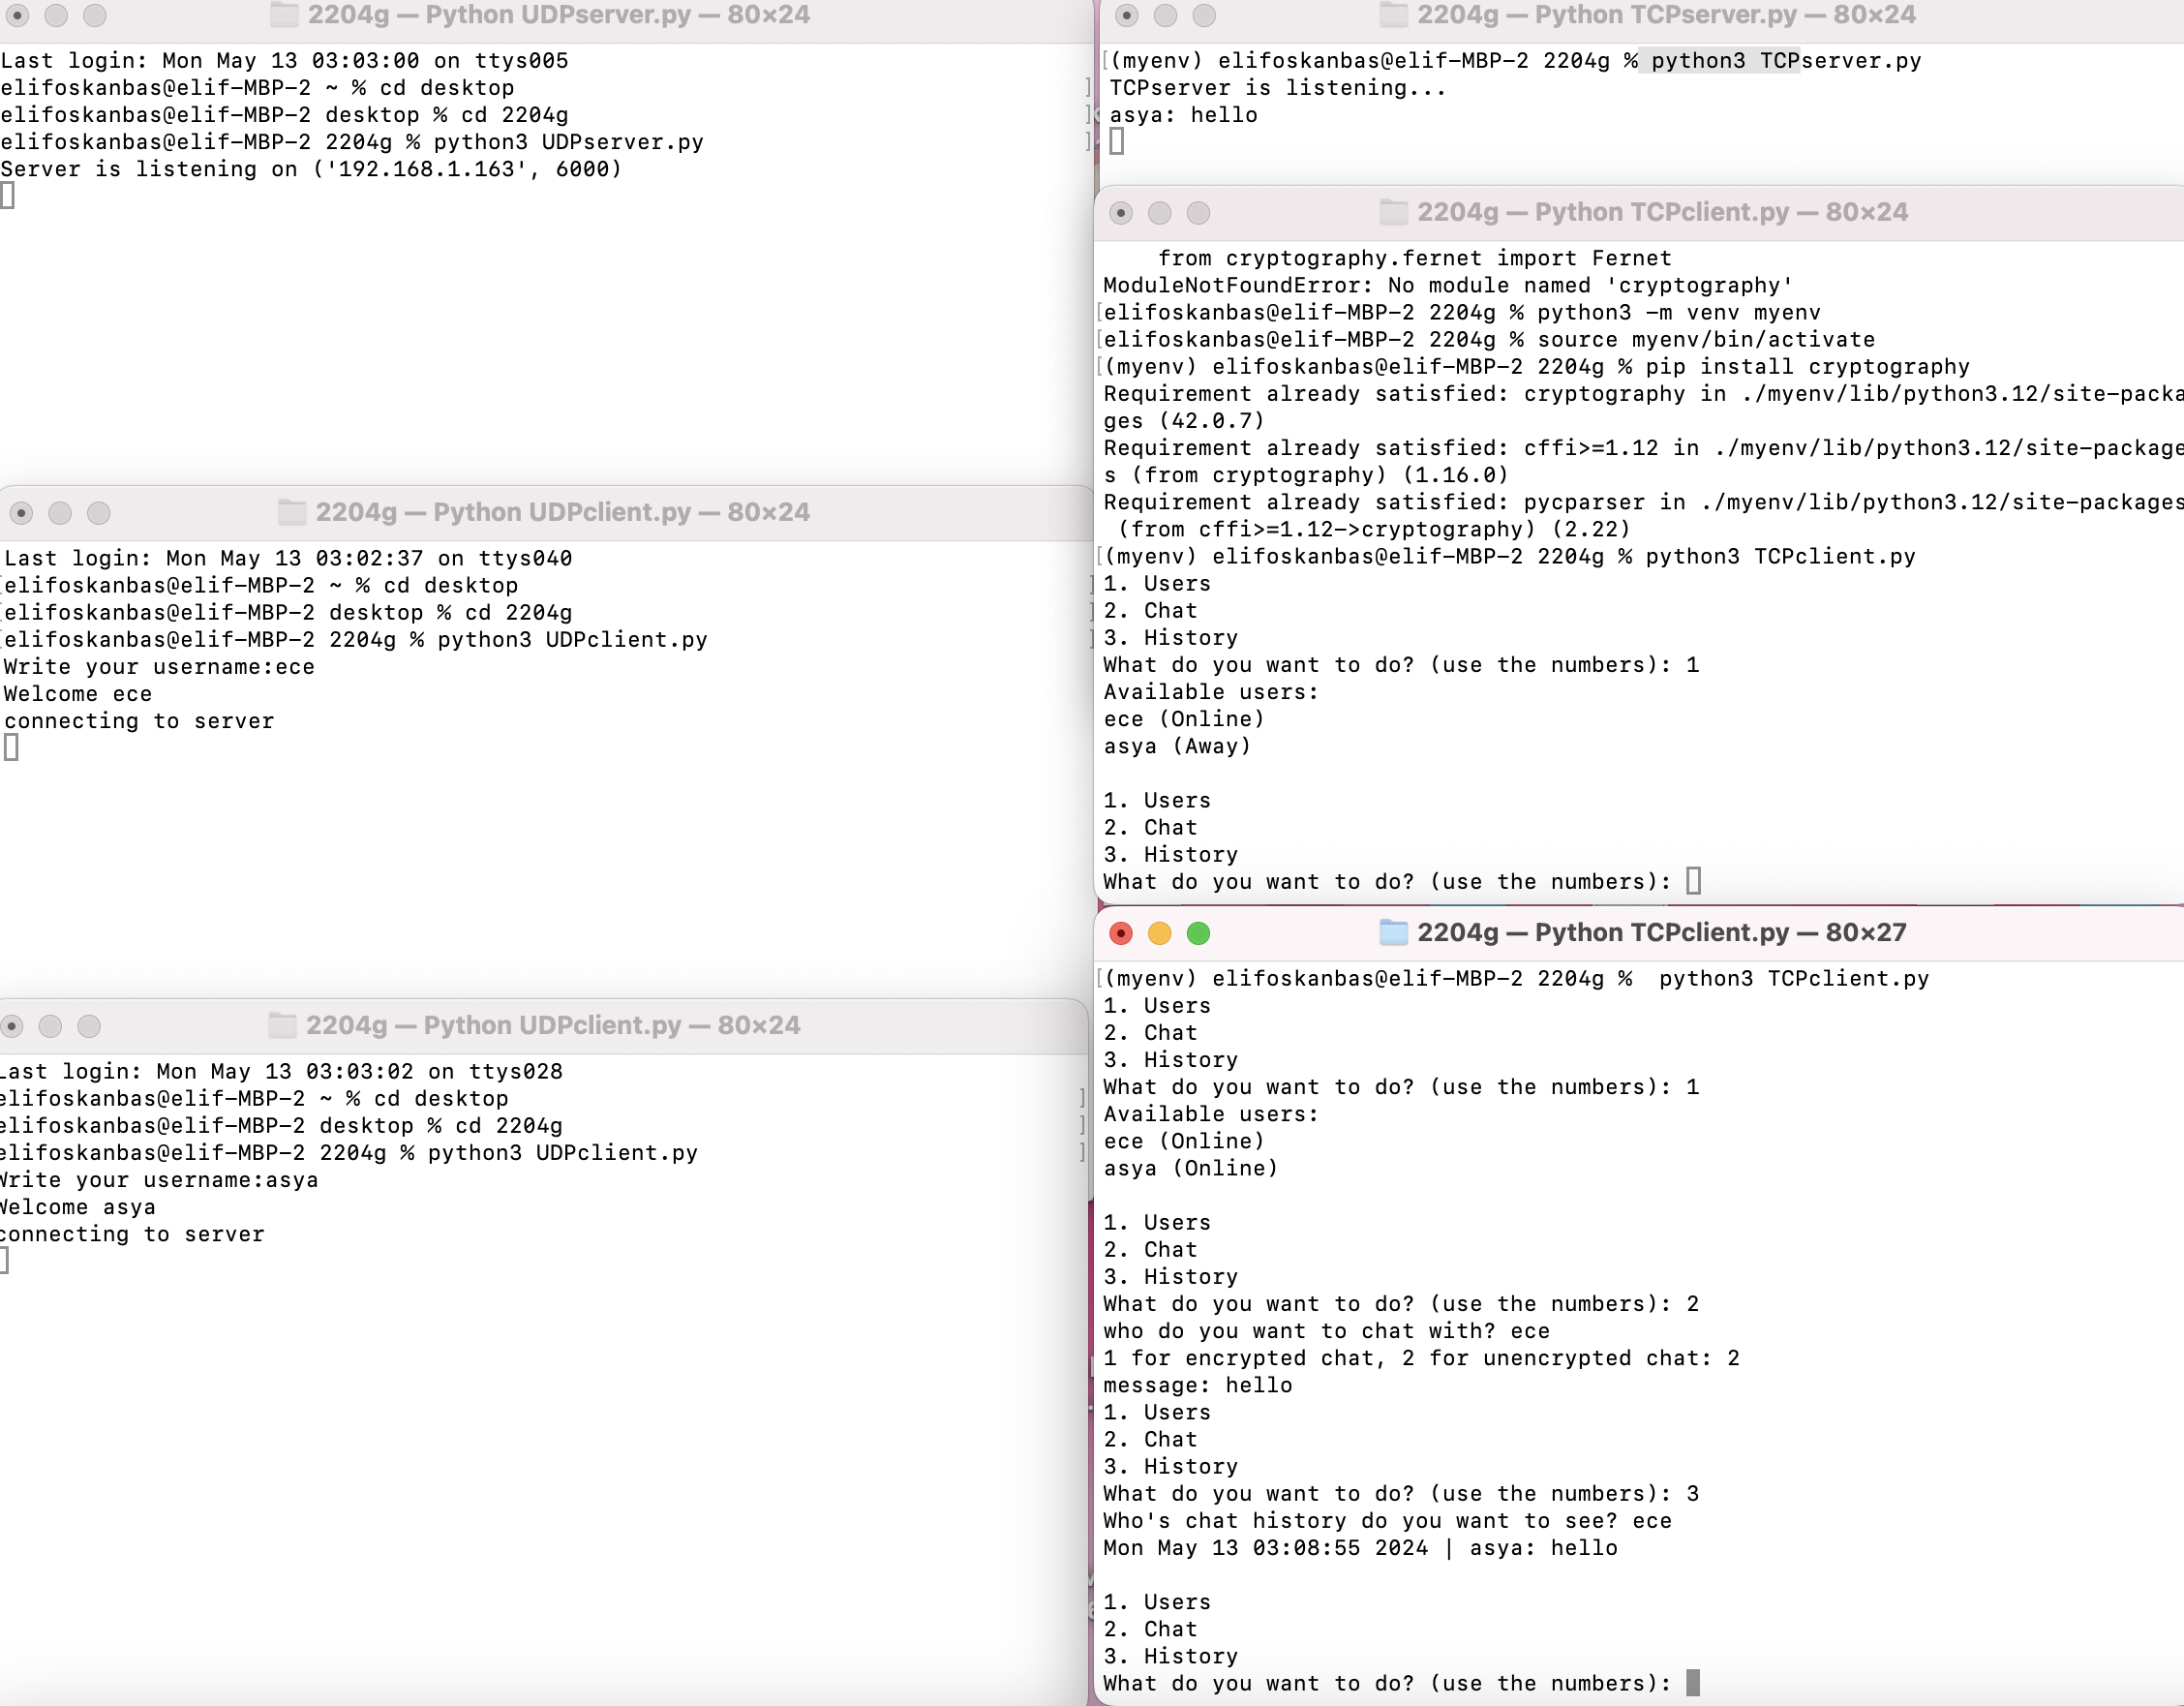 2204g — Python UDPserver.py — 80×24
Last login: Mon May 13 03:03:00 on ttys005
elifoskanbas@elif-MBP-2 ~ % cd desktop
elifoskanbas@elif-MBP-2 desktop % cd 2204g
elifoskanbas@elif-MBP-2 2204g % python3 UDPserver.py
Server is listening on ('192.168.1.163', 6000)
2204g — Python UDPclient.py — 80×24
Last login: Mon May 13 03:02:37 on ttys040
elifoskanbas@elif-MBP-2 ~ % cd desktop
elifoskanbas@elif-MBP-2 desktop % cd 2204g
elifoskanbas@elif-MBP-2 2204g % python3 UDPclient.py
Write your username:ece
Welcome ece
connecting to server
2204g — Python UDPclient.py — 80×24
Last login: Mon May 13 03:03:02 on ttys028
elifoskanbas@elif-MBP-2 ~ % cd desktop
elifoskanbas@elif-MBP-2 desktop % cd 2204g
elifoskanbas@elif-MBP-2 2204g % python3 UDPclient.py
Write your username:asya
Welcome asya
connecting to server
2204g — Python TCPserver.py — 80×24
[(myenv) elifoskanbas@elif-MBP-2 2204g % python3 TCPserver.py
TCPserver is listening...
asya: hello
2204g — Python TCPclient.py — 80×24
from cryptography.fernet import Fernet
ModuleNotFoundError: No module named 'cryptography'
[elifoskanbas@elif-MBP-2 2204g % python3 -m venv myenv
[elifoskanbas@elif-MBP-2 2204g % source myenv/bin/activate
[(myenv) elifoskanbas@elif-MBP-2 2204g % pip install cryptography
Requirement already satisfied: cryptography in ./myenv/lib/python3.12/site-packa
ges (42.0.7)
Requirement already satisfied: cffi>=1.12 in ./myenv/lib/python3.12/site-package
s (from cryptography) (1.16.0)
Requirement already satisfied: pycparser in ./myenv/lib/python3.12/site-packages
(from cffi>=1.12->cryptography) (2.22)
[(myenv) elifoskanbas@elif-MBP-2 2204g % python3 TCPclient.py
1. Users
2. Chat
3. History
What do you want to do? (use the numbers): 1
Available users:
ece (Online)
asya (Away)
1. Users
2. Chat
3. History
What do you want to do? (use the numbers):
2204g — Python TCPclient.py — 80×27
[(myenv) elifoskanbas@elif-MBP-2 2204g %  python3 TCPclient.py
1. Users
2. Chat
3. History
What do you want to do? (use the numbers): 1
Available users:
ece (Online)
asya (Online)
1. Users
2. Chat
3. History
What do you want to do? (use the numbers): 2
who do you want to chat with? ece
1 for encrypted chat, 2 for unencrypted chat: 2
message: hello
1. Users
2. Chat
3. History
What do you want to do? (use the numbers): 3
Who's chat history do you want to see? ece
Mon May 13 03:08:55 2024 | asya: hello
1. Users
2. Chat
3. History
What do you want to do? (use the numbers):